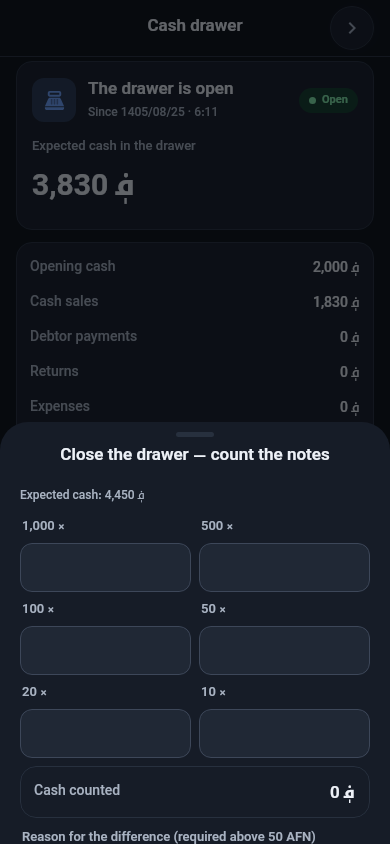 Cash drawer
The drawer is open
Since 1405/08/25 · 6:11
Open
Expected cash in the drawer
3,830 ؋
Opening cash 2,000 ؋
Cash sales 1,830 ؋
Debtor payments 0 ؋
Returns 0 ؋
Expenses 0 ؋
Close the drawer — count the notes
Expected cash: 4,450 ؋
1,000 × 500 ×
100 × 50 ×
20 × 10 ×
Cash counted 0 ؋
Reason for the difference (required above 50 AFN)